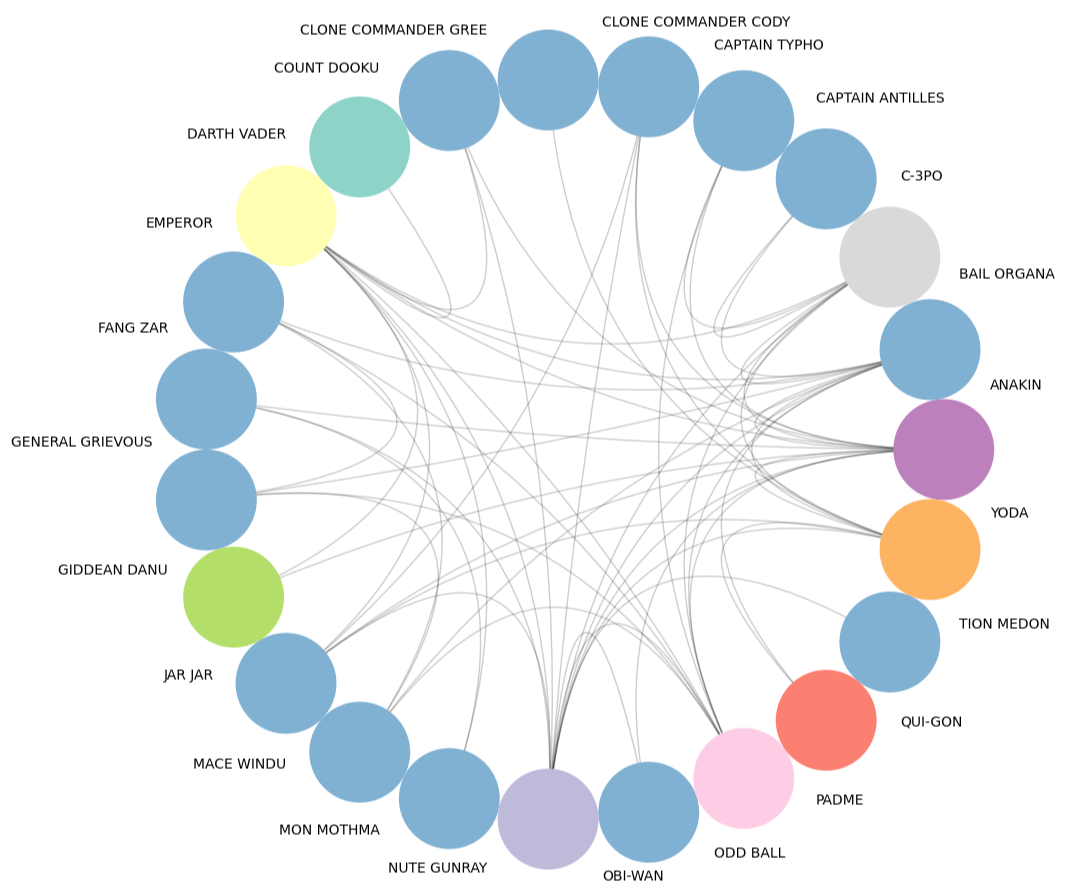 CLONE COMMANDER CODY
CLONE COMMANDER GREE
CAPTAIN TYPHO
COUNT DOOKU
CAPTAIN ANTILLES
DARTH VADER
C-3PO
EMPEROR
BAIL ORGANA
FANG ZAR
ANAKIN
GENERAL GRIEVOUS
YODA
GIDDEAN DANU
TION MEDON
JAR JAR
QUI-GON
MACE WINDU
PADME
MON MOTHMA
ODD BALL
NUTE GUNRAY
OBI-WAN